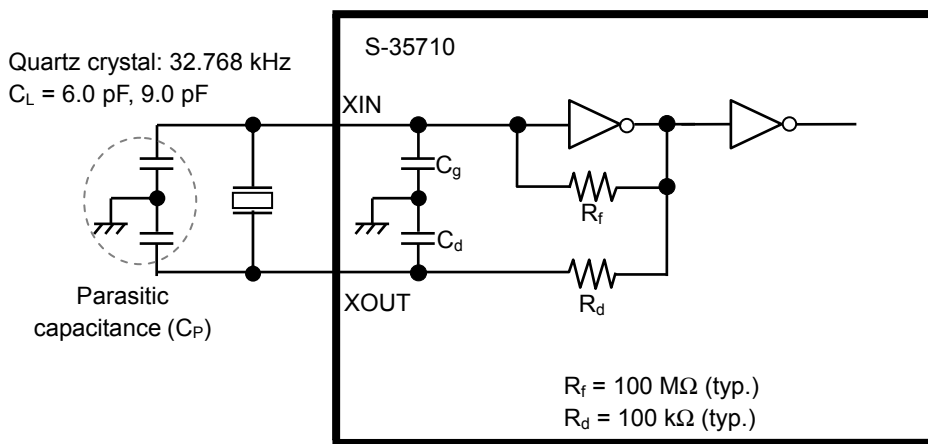 S-35710
Quartz crystal: 32.768 kHz
C_L = 6.0 pF, 9.0 pF
XIN
C_g
R_f
C_d
XOUT
R_d
Parasitic
capacitance (C_P)
R_f = 100 MΩ (typ.)
R_d = 100 kΩ (typ.)